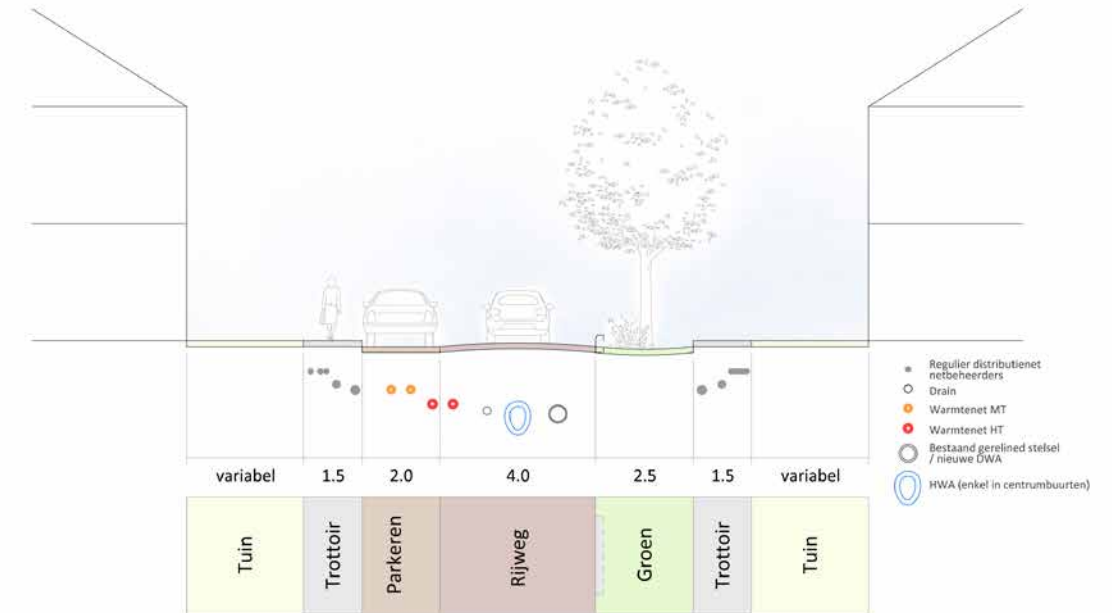 Regulier distributienet
netbeheerders
Drain
Warmtenet MT
Warmtenet HT
Bestaand gerelined stelsel
/ nieuwe DWA
HWA (enkel in centrumbuurten)
variabel 1.5 2.0 4.0 2.5 1.5 variabel
Tuin
Trottoir
Parkeren
Rijweg
Groen
Trottoir
Tuin